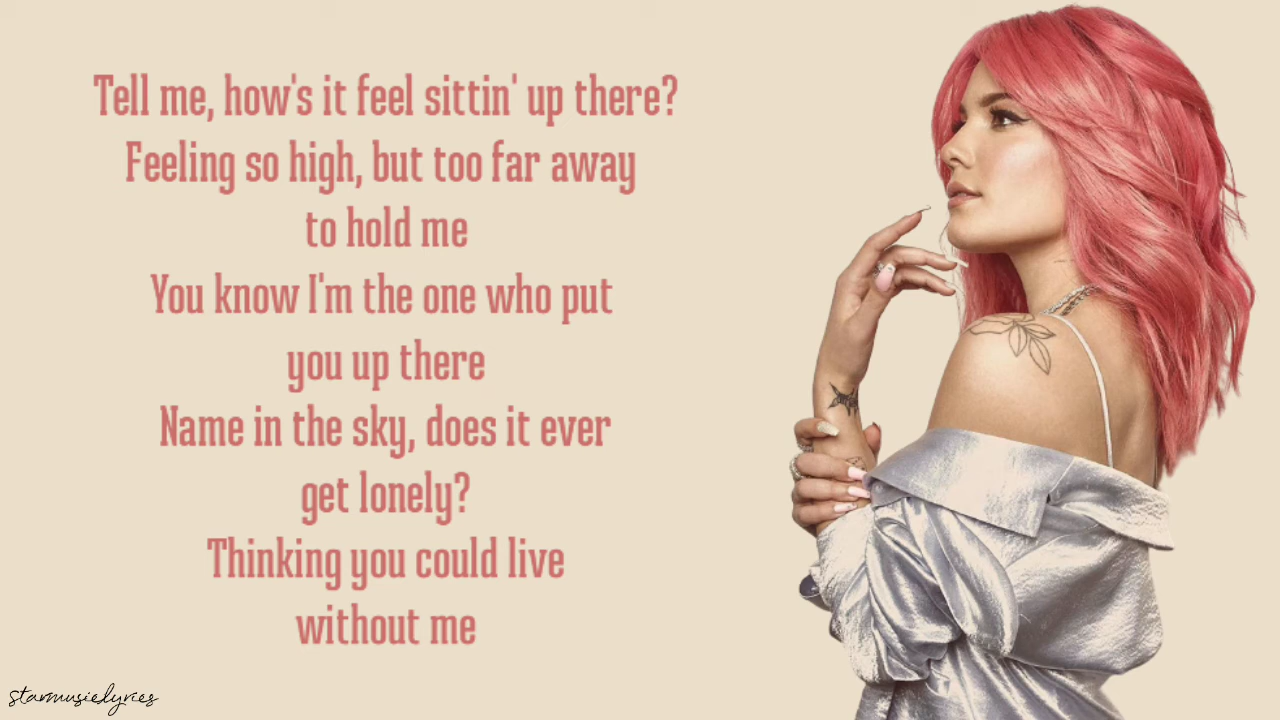 Tell me, how's it feel sittin' up there?
Feeling so high, but too far away
to hold me
You know I'm the one who put
you up there
Name in the sky, does it ever
get lonely?
Thinking you could live
without me
starmusiclyrics